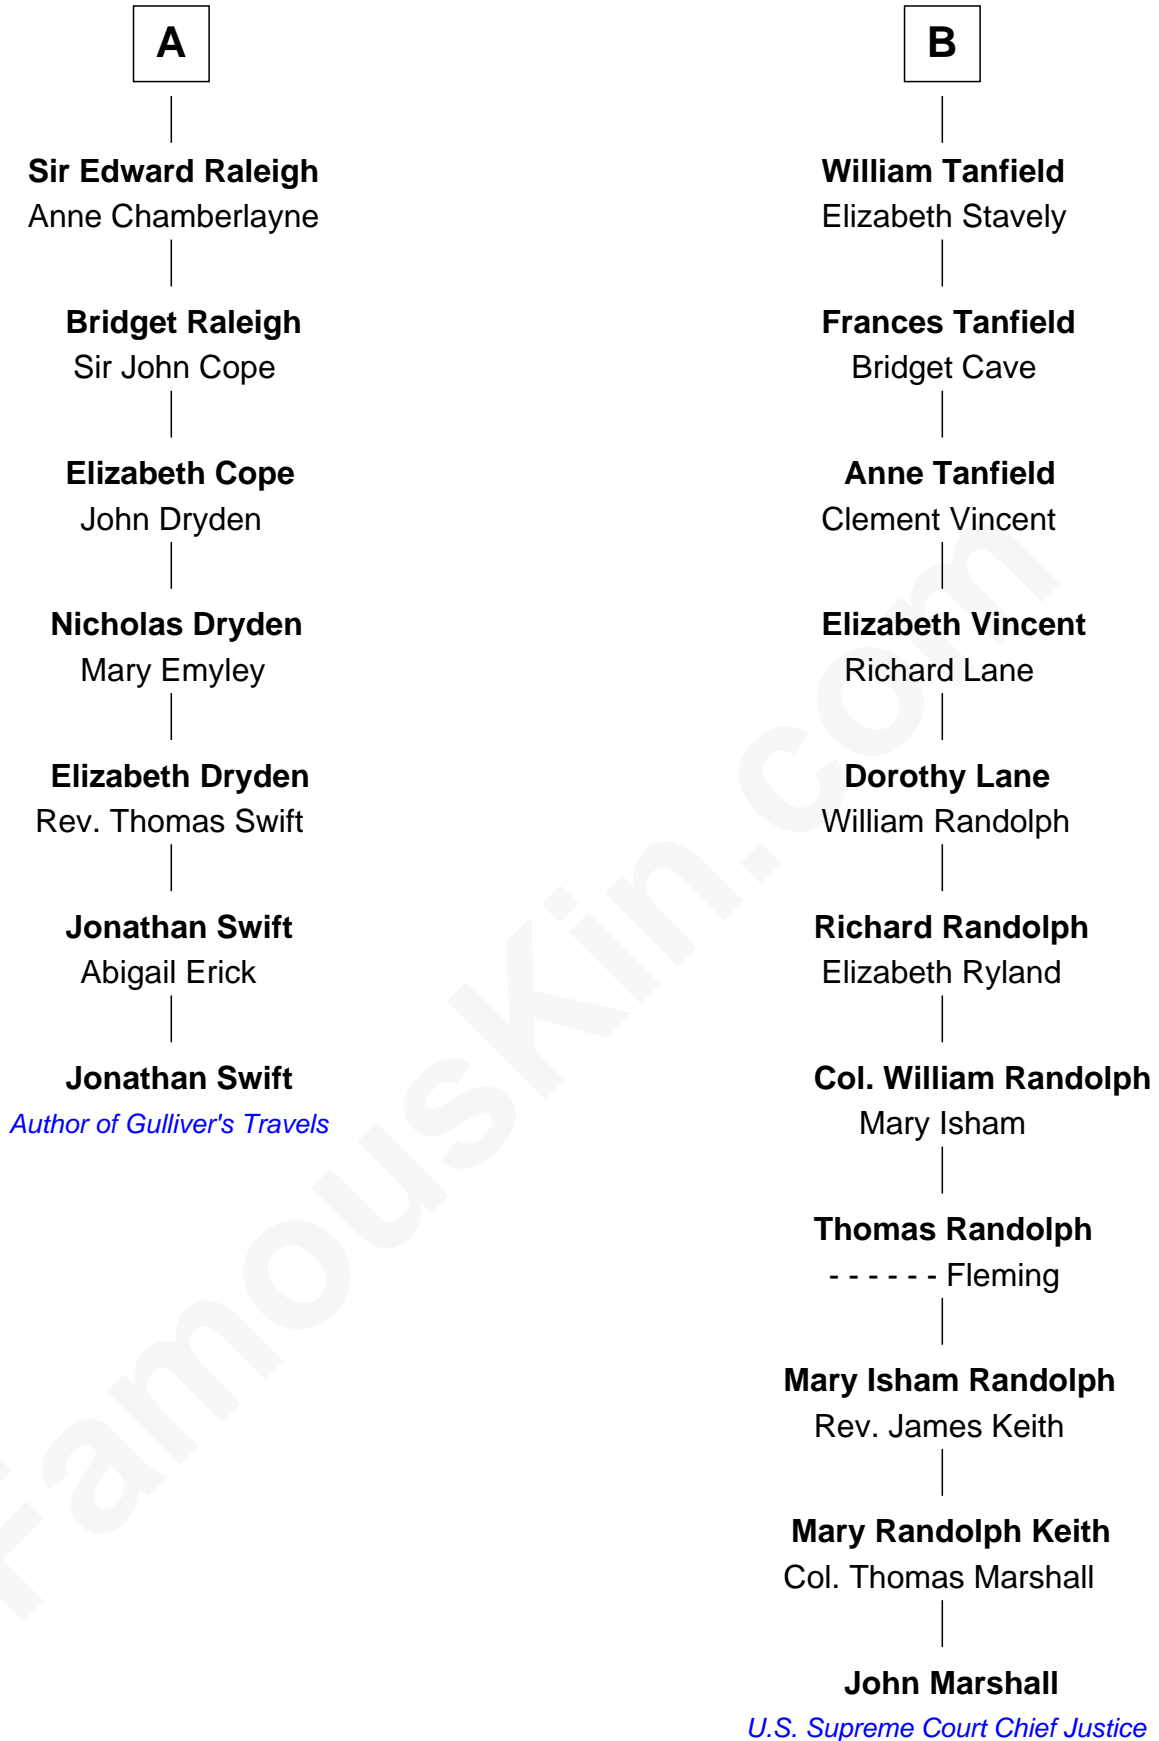 A
Sir Edward Raleigh
Anne Chamberlayne
Bridget Raleigh
Sir John Cope
Elizabeth Cope
John Dryden
Nicholas Dryden
Mary Emyley
Elizabeth Dryden
Rev. Thomas Swift
Jonathan Swift
Abigail Erick
Jonathan Swift
Author of Gulliver's Travels
B
William Tanfield
Elizabeth Stavely
Frances Tanfield
Bridget Cave
Anne Tanfield
Clement Vincent
Elizabeth Vincent
Richard Lane
Dorothy Lane
William Randolph
Richard Randolph
Elizabeth Ryland
Col. William Randolph
Mary Isham
Thomas Randolph
- - - - - - Fleming
Mary Isham Randolph
Rev. James Keith
Mary Randolph Keith
Col. Thomas Marshall
John Marshall
U.S. Supreme Court Chief Justice
FamousKin.com